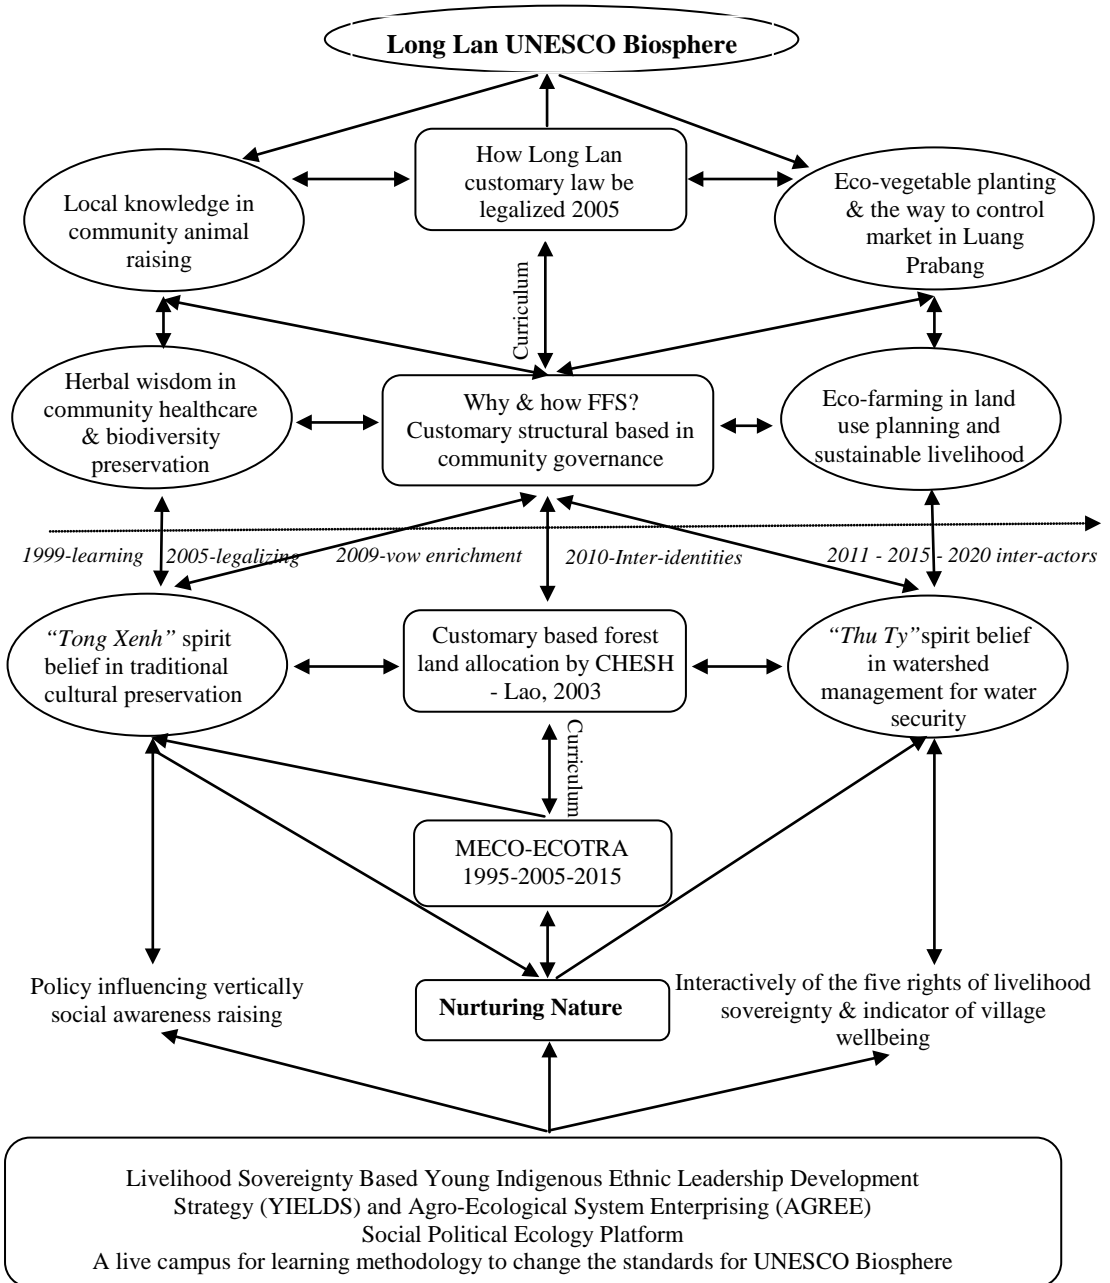 Long Lan UNESCO Biosphere
How Long Lan
customary law be
legalized 2005
Local knowledge in
community animal
raising
Eco-vegetable planting
& the way to control
market in Luang
Prabang
Curriculum
Herbal wisdom in
community healthcare
& biodiversity
preservation
Why & how FFS?
Customary structural based in
community governance
Eco-farming in land
use planning and
sustainable livelihood
1999-learning
2005-legalizing
2009-vow enrichment
2010-Inter-identities
2011 - 2015 - 2020 inter-actors
“Tong Xenh” spirit
belief in traditional
cultural preservation
Customary based forest
land allocation by CHESH
- Lao, 2003
“Thu Ty”spirit belief
in watershed
management for water
security
Curriculum
MECO-ECOTRA
1995-2005-2015
Policy influencing vertically
social awareness raising
Nurturing Nature
Interactively of the five rights of livelihood
sovereignty & indicator of village
wellbeing
Livelihood Sovereignty Based Young Indigenous Ethnic Leadership Development
Strategy (YIELDS) and Agro-Ecological System Enterprising (AGREE)
Social Political Ecology Platform
A live campus for learning methodology to change the standards for UNESCO Biosphere